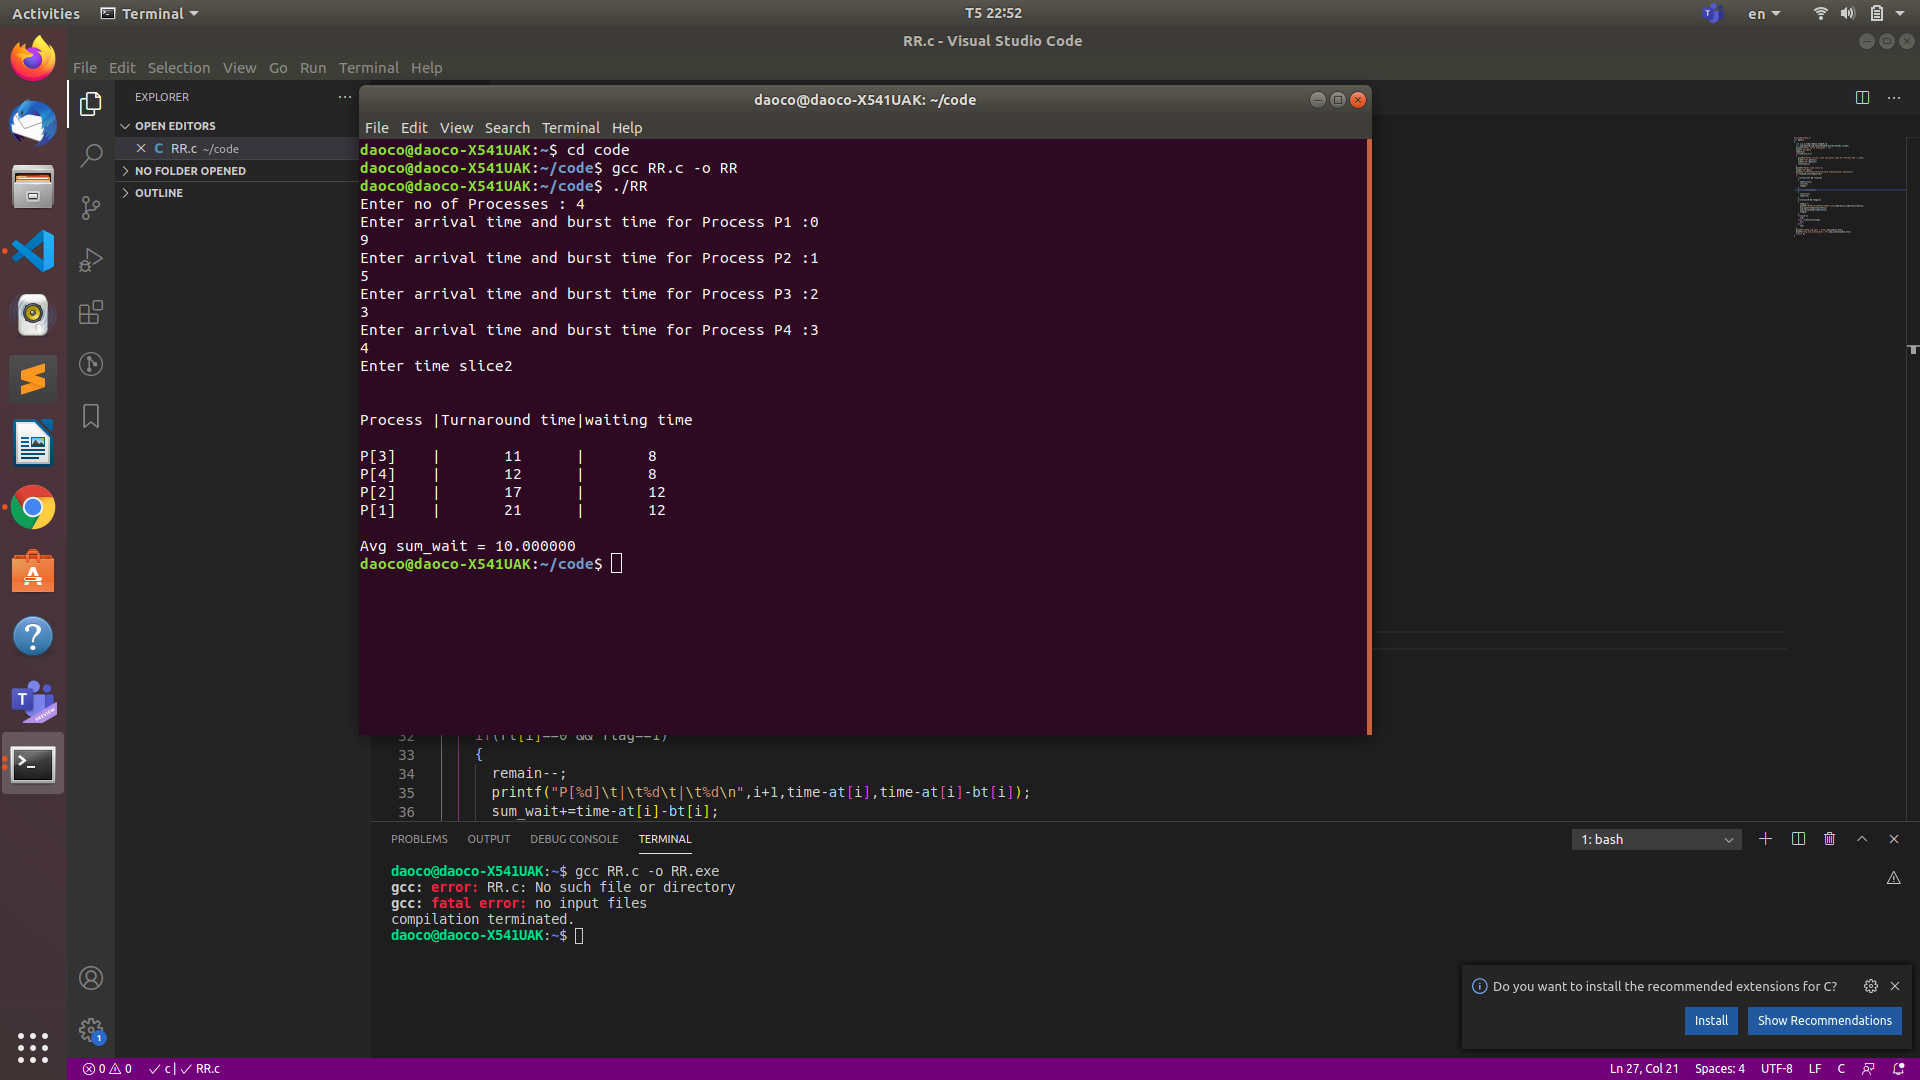 Activities Terminal T5 22:52 en
RR.c - Visual Studio Code
File Edit Selection View Go Run Terminal Help
EXPLORER
OPEN EDITORS
C RR.c ~/code
NO FOLDER OPENED
OUTLINE
daoco@daoco-X541UAK: ~/code
File Edit View Search Terminal Help
daoco@daoco-X541UAK:~$ cd code
daoco@daoco-X541UAK:~/code$ gcc RR.c -o RR
daoco@daoco-X541UAK:~/code$ ./RR
Enter no of Processes : 4
Enter arrival time and burst time for Process P1 :0
9
Enter arrival time and burst time for Process P2 :1
5
Enter arrival time and burst time for Process P3 :2
3
Enter arrival time and burst time for Process P4 :3
4
Enter time slice2
Process |Turnaround time|waiting time
P[3] | 11 | 8
P[4] | 12 | 8
P[2] | 17 | 12
P[1] | 21 | 12
Avg sum_wait = 10.000000
daoco@daoco-X541UAK:~/code$
32 if(rt[i]==0 && flag==1)
33 {
34 remain--;
35 printf("P[%d]\t|\t%d\t|\t%d\n",i+1,time-at[i],time-at[i]-bt[i]);
36 sum_wait+=time-at[i]-bt[i];
PROBLEMS OUTPUT DEBUG CONSOLE TERMINAL 1: bash
daoco@daoco-X541UAK:~$ gcc RR.c -o RR.exe
gcc: error: RR.c: No such file or directory
gcc: fatal error: no input files
compilation terminated.
daoco@daoco-X541UAK:~$
Do you want to install the recommended extensions for C?
Install Show Recommendations
1
0 0 c | RR.c Ln 27, Col 21 Spaces: 4 UTF-8 LF C